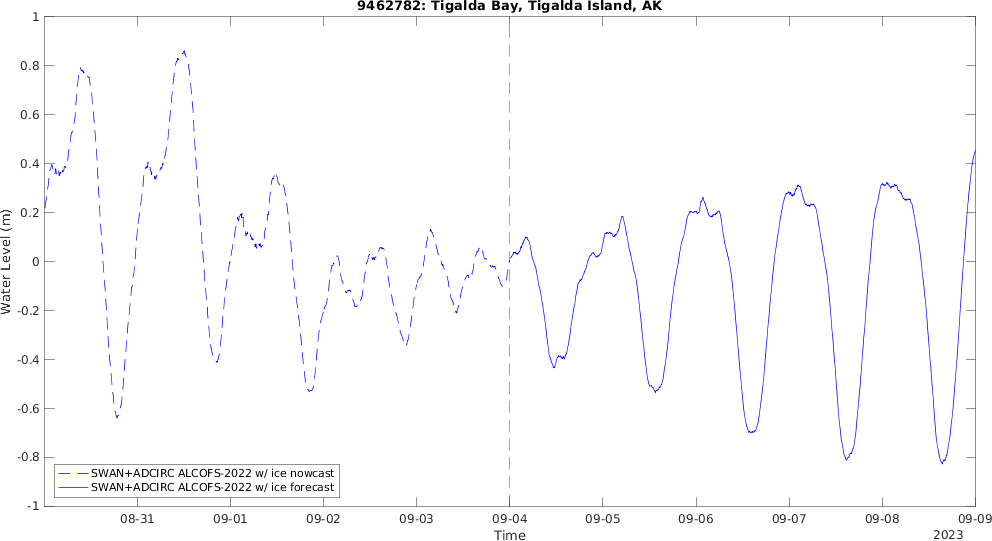 9462782: Tigalda Bay, Tigalda Island, AK
1
0.8
0.6
0.4
0.2
0
-0.2
-0.4
-0.6
-0.8
-1
Water Level (m)
SWAN+ADCIRC ALCOFS-2022 w/ ice nowcast
SWAN+ADCIRC ALCOFS-2022 w/ ice forecast
08-31 09-01 09-02 09-03 09-04 09-05 09-06 09-07 09-08 09-09
Time
2023